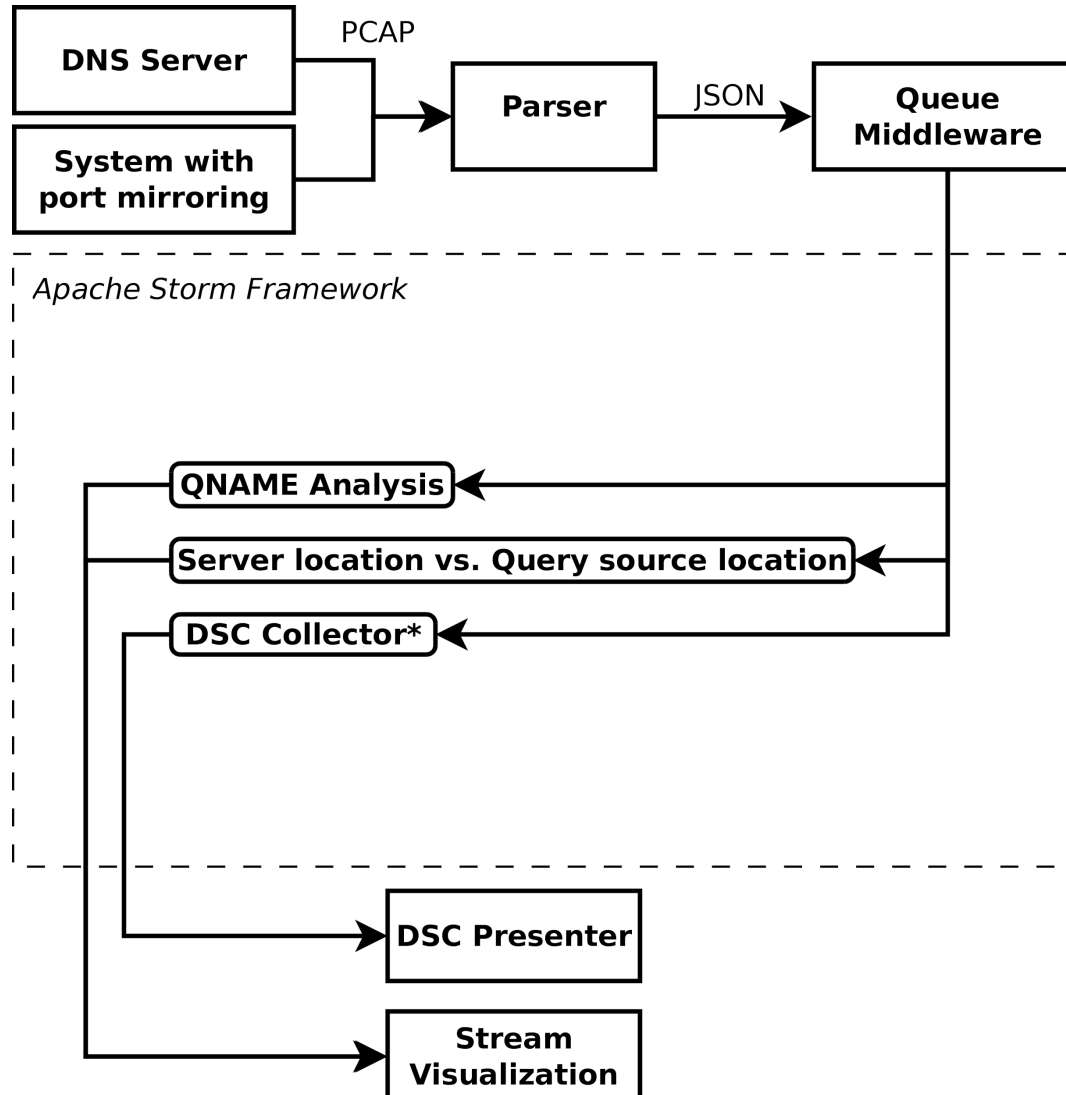 PCAP
DNS Server
System with
port mirroring
Parser
JSON
Queue
Middleware
Apache Storm Framework
QNAME Analysis
Server location vs. Query source location
DSC Collector*
DSC Presenter
Stream
Visualization